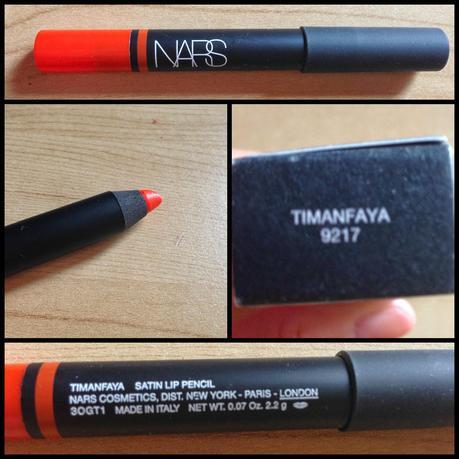 NARS
TIMANFAYA
9217
TIMANFAYA SATIN LIP PENCIL
NARS COSMETICS, DIST. NEW YORK - PARIS - LONDON
3OGT1 MADE IN ITALY NET WT. 0.07 Oz. 2.2 g